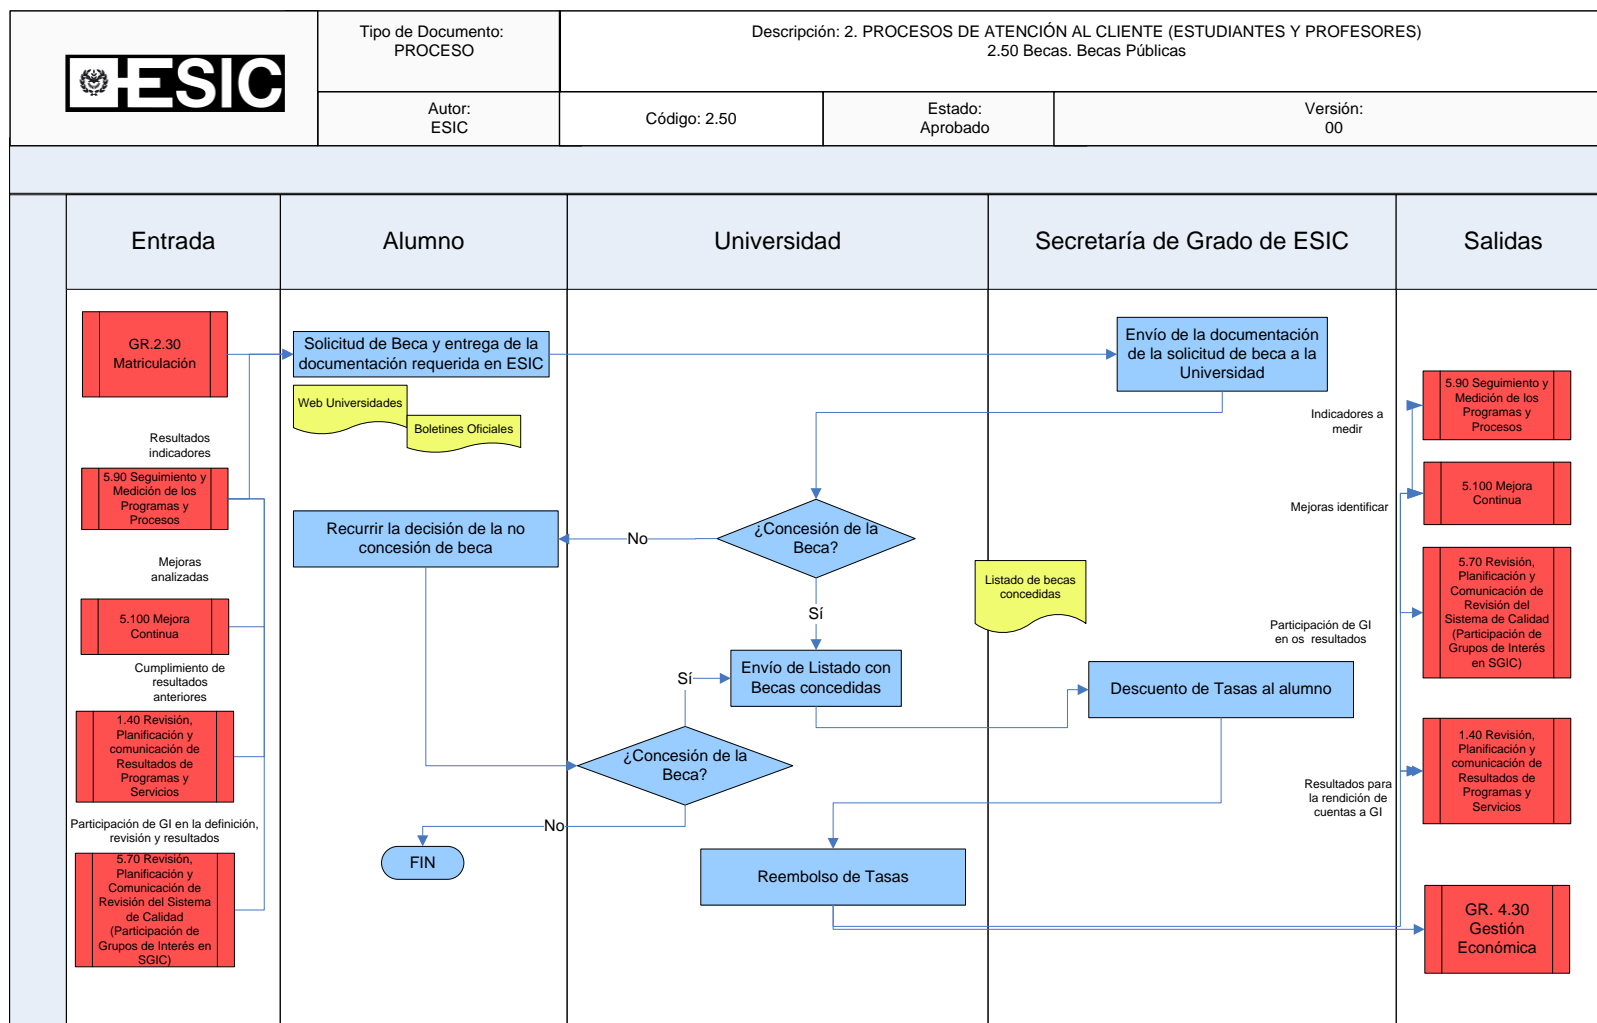 ESIC
Tipo de Documento:
PROCESO
Descripción: 2. PROCESOS DE ATENCIÓN AL CLIENTE (ESTUDIANTES Y PROFESORES)
2.50 Becas. Becas Públicas
Autor:
ESIC
Código: 2.50
Estado:
Aprobado
Versión:
00
Entrada
Alumno
Universidad
Secretaría de Grado de ESIC
Salidas
GR.2.30
Matriculación
Resultados
indicadores
5.90 Seguimiento y
Medición de los
Programas y
Procesos
Mejoras
analizadas
5.100 Mejora
Continua
Cumplimiento de
resultados
anteriores
1.40 Revisión,
Planificación y
comunicación de
Resultados de
Programas y
Servicios
Participación de GI en la definición,
revisión y resultados
5.70 Revisión,
Planificación y
Comunicación de
Revisión del Sistema
de Calidad
(Participación de
Grupos de Interés en
SGIC)
Solicitud de Beca y entrega de la
documentación requerida en ESIC
Web Universidades
Boletines Oficiales
Recurrir la decisión de la no
concesión de beca
FIN
¿Concesión de la
Beca?
No
Sí
Envío de Listado con
Becas concedidas
Sí
¿Concesión de la
Beca?
No
Reembolso de Tasas
Envío de la documentación
de la solicitud de beca a la
Universidad
Listado de becas
concedidas
Descuento de Tasas al alumno
Indicadores a
medir
Mejoras identificar
Participación de GI
en os resultados
Resultados para
la rendición de
cuentas a GI
5.90 Seguimiento y
Medición de los
Programas y
Procesos
5.100 Mejora
Continua
5.70 Revisión,
Planificación y
Comunicación de
Revisión del
Sistema de Calidad
(Participación de
Grupos de Interés
en SGIC)
1.40 Revisión,
Planificación y
comunicación de
Resultados de
Programas y
Servicios
GR. 4.30
Gestión
Económica